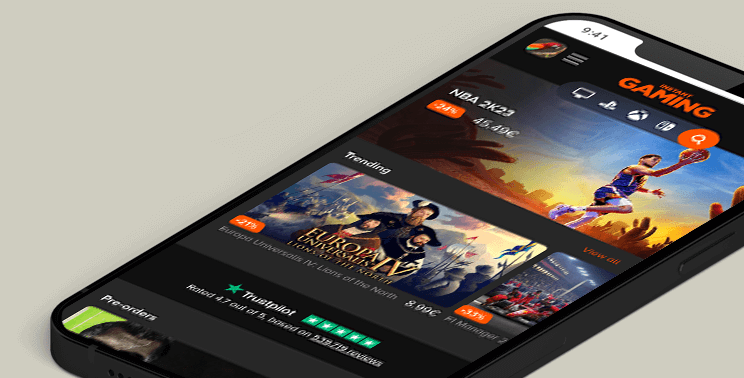 9:41
INSTANT
GAMING
NBA 2K23
-24%
45.49€
Trending
View all
EUROPA
UNIVERSALIS IV
LIONS OF THE NORTH
-21%
Europa Universalis IV: Lions of the North
8.99€
-33%
F1 Manager 2
Trustpilot
Rated 4.7 out of 5, based on 539,719 reviews
Pre-orders